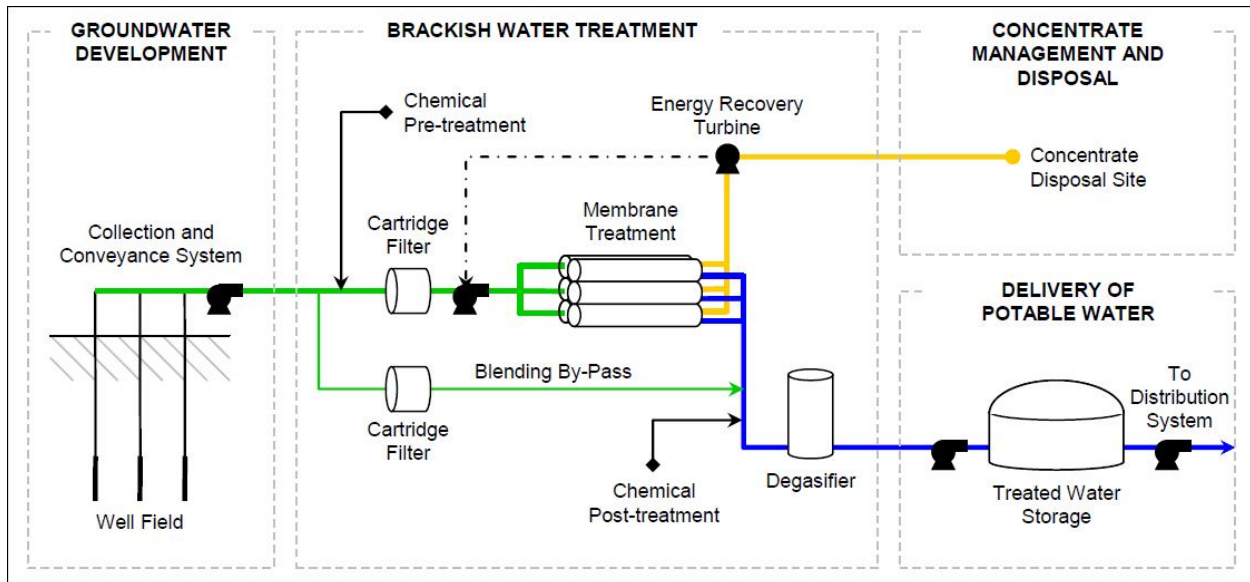 GROUNDWATER
DEVELOPMENT
BRACKISH WATER TREATMENT
CONCENTRATE
MANAGEMENT AND
DISPOSAL
Chemical
Pre-treatment
Energy Recovery
Turbine
Concentrate
Disposal Site
Collection and
Conveyance System
Cartridge
Filter
Membrane
Treatment
DELIVERY OF
POTABLE WATER
Blending By-Pass
Cartridge
Filter
To
Distribution
System
Well Field
Chemical
Post-treatment
Degasifier
Treated Water
Storage